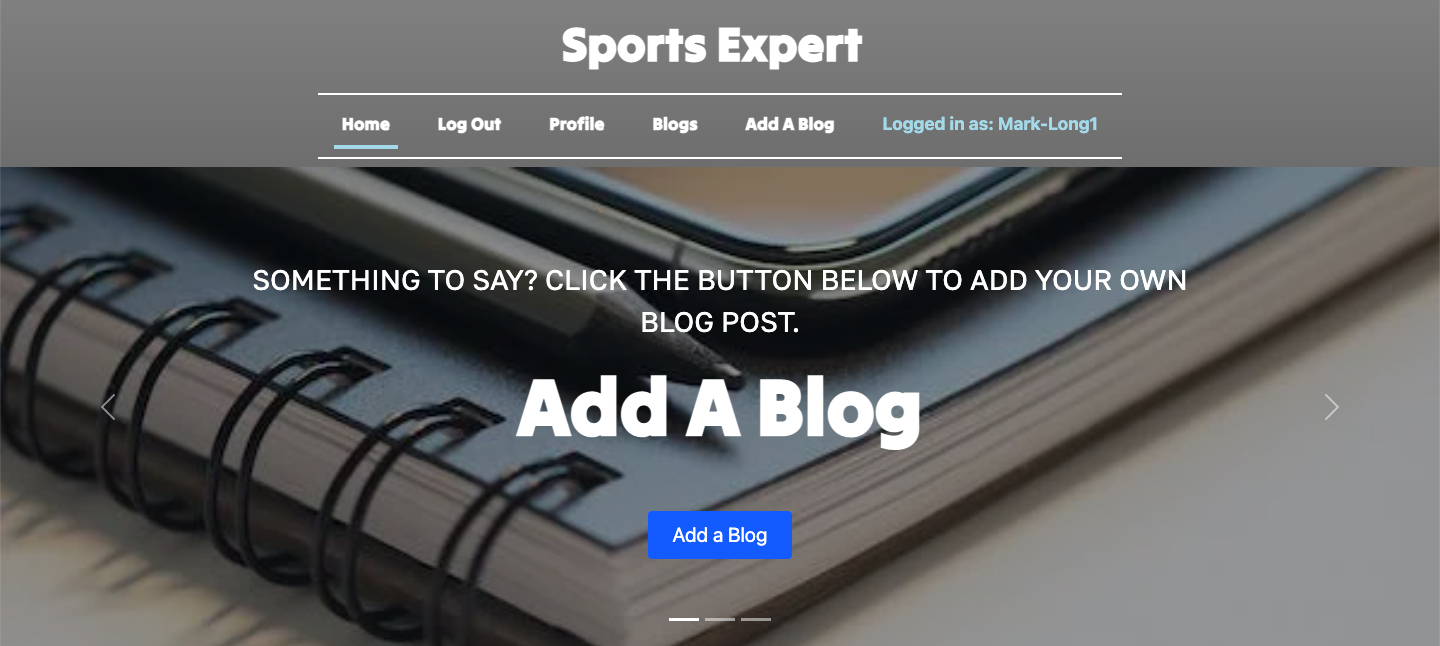 Sports Expert
Home Log Out Profile Blogs Add A Blog Logged in as: Mark-Long1
SOMETHING TO SAY? CLICK THE BUTTON BELOW TO ADD YOUR OWN
BLOG POST.
Add A Blog
Add a Blog